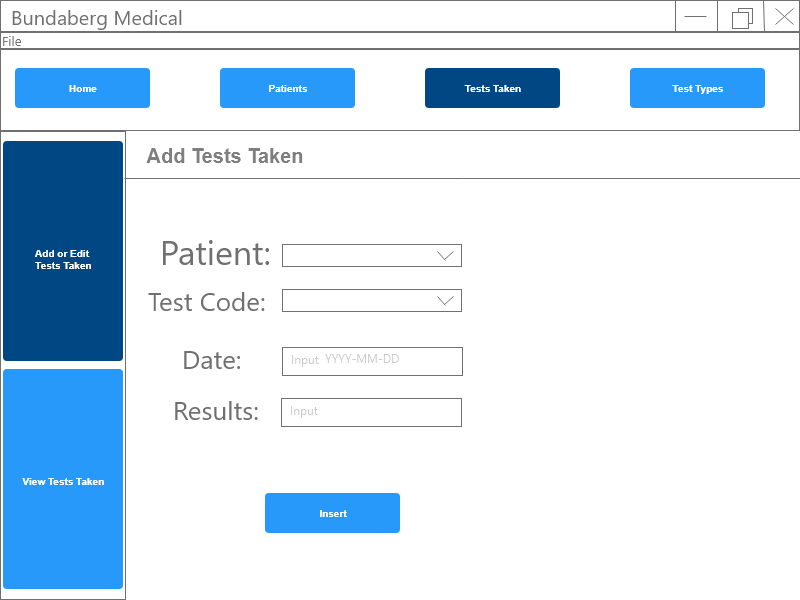 Bundaberg Medical
File
Home
Patients
Tests Taken
Test Types
Add or Edit
Tests Taken
View Tests Taken
Add Tests Taken
Patient:
Test Code:
Date:
Input YYYY-MM-DD
Results:
Input
Insert